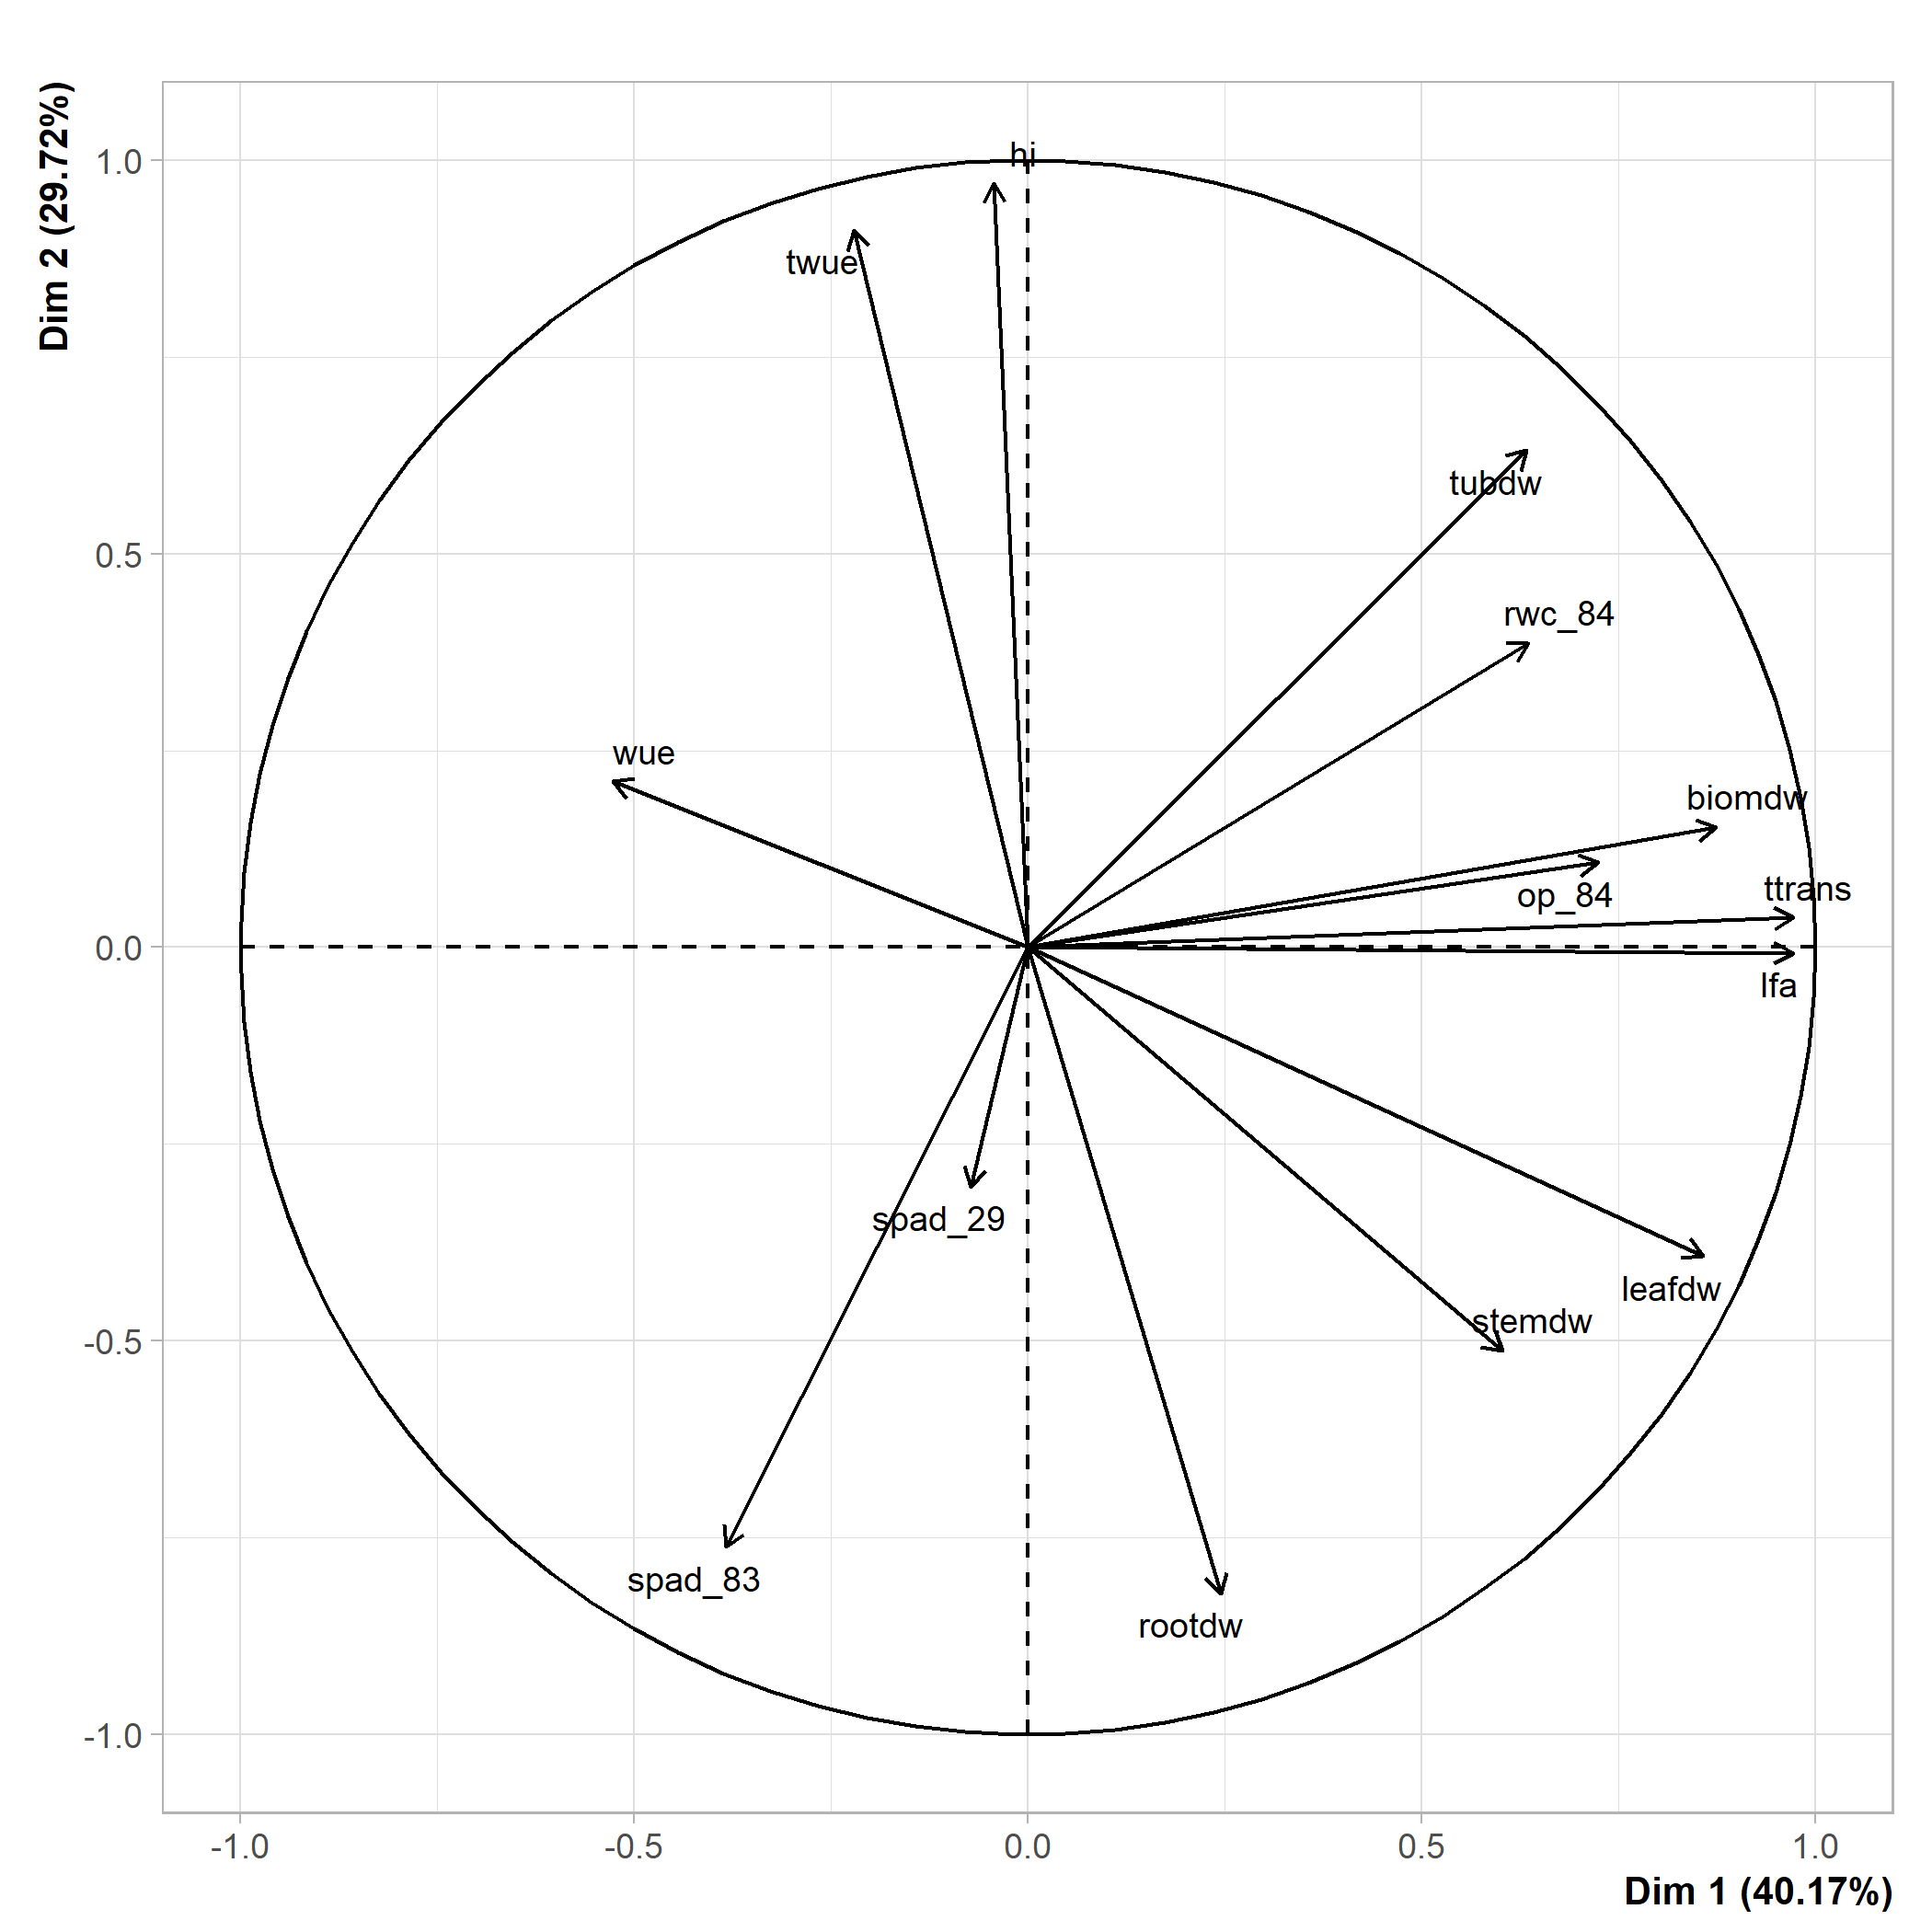 Dim 2 (29.72%)
1.0
0.5
0.0
-0.5
-1.0
hi
twue
tubdw
rwc_84
wue
biomdw
ttrans
op_84
lfa
spad_29
leafdw
stemdw
spad_83
rootdw
-1.0
-0.5
0.0
0.5
1.0
Dim 1 (40.17%)